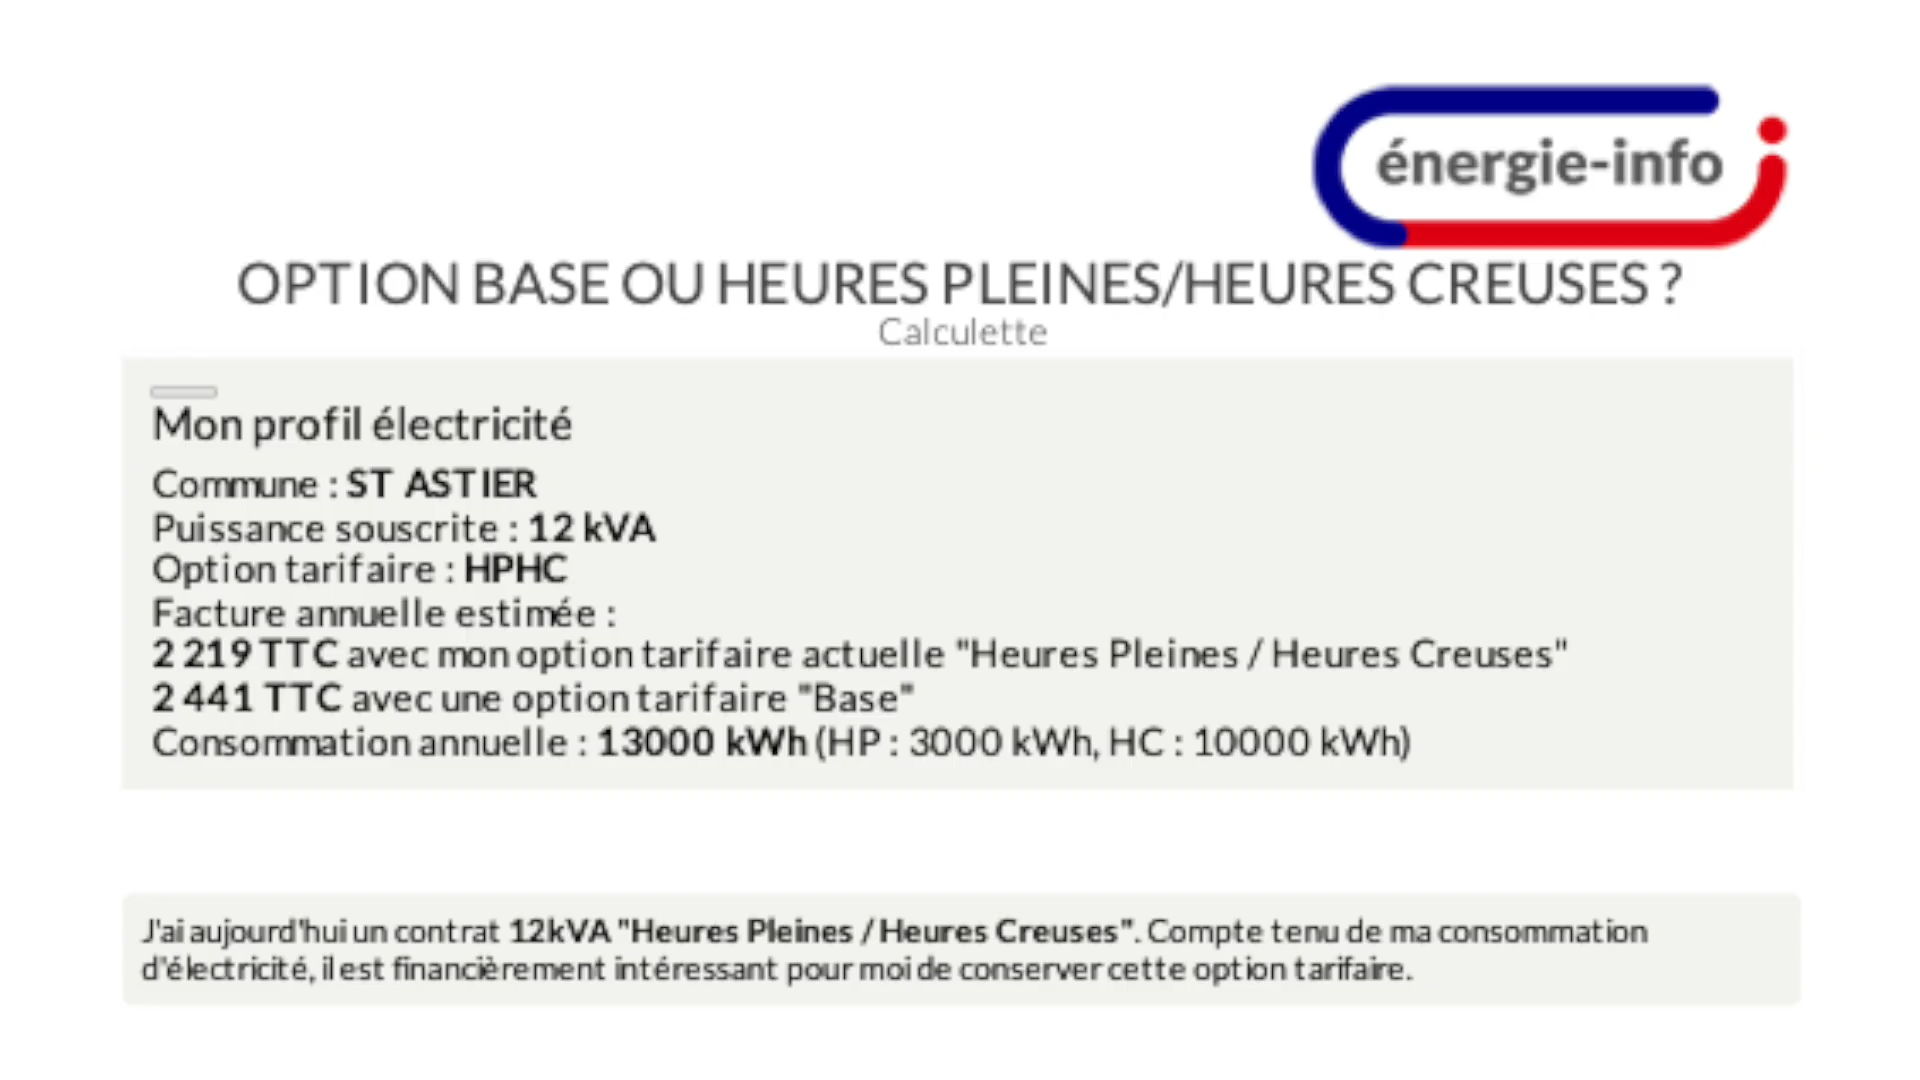 énergie-info
OPTION BASE OU HEURES PLEINES/HEURES CREUSES ?
Calculette
Mon profil électricité
Commune : ST ASTIER
Puissance souscrite : 12 kVA
Option tarifaire : HPHC
Facture annuelle estimée :
2 219 TTC avec mon option tarifaire actuelle "Heures Pleines / Heures Creuses"
2 441 TTC avec une option tarifaire "Base"
Consommation annuelle : 13000 kWh (HP : 3000 kWh, HC : 10000 kWh)
J'ai aujourd'hui un contrat 12kVA "Heures Pleines / Heures Creuses". Compte tenu de ma consommation
d'électricité, il est financièrement intéressant pour moi de conserver cette option tarifaire.